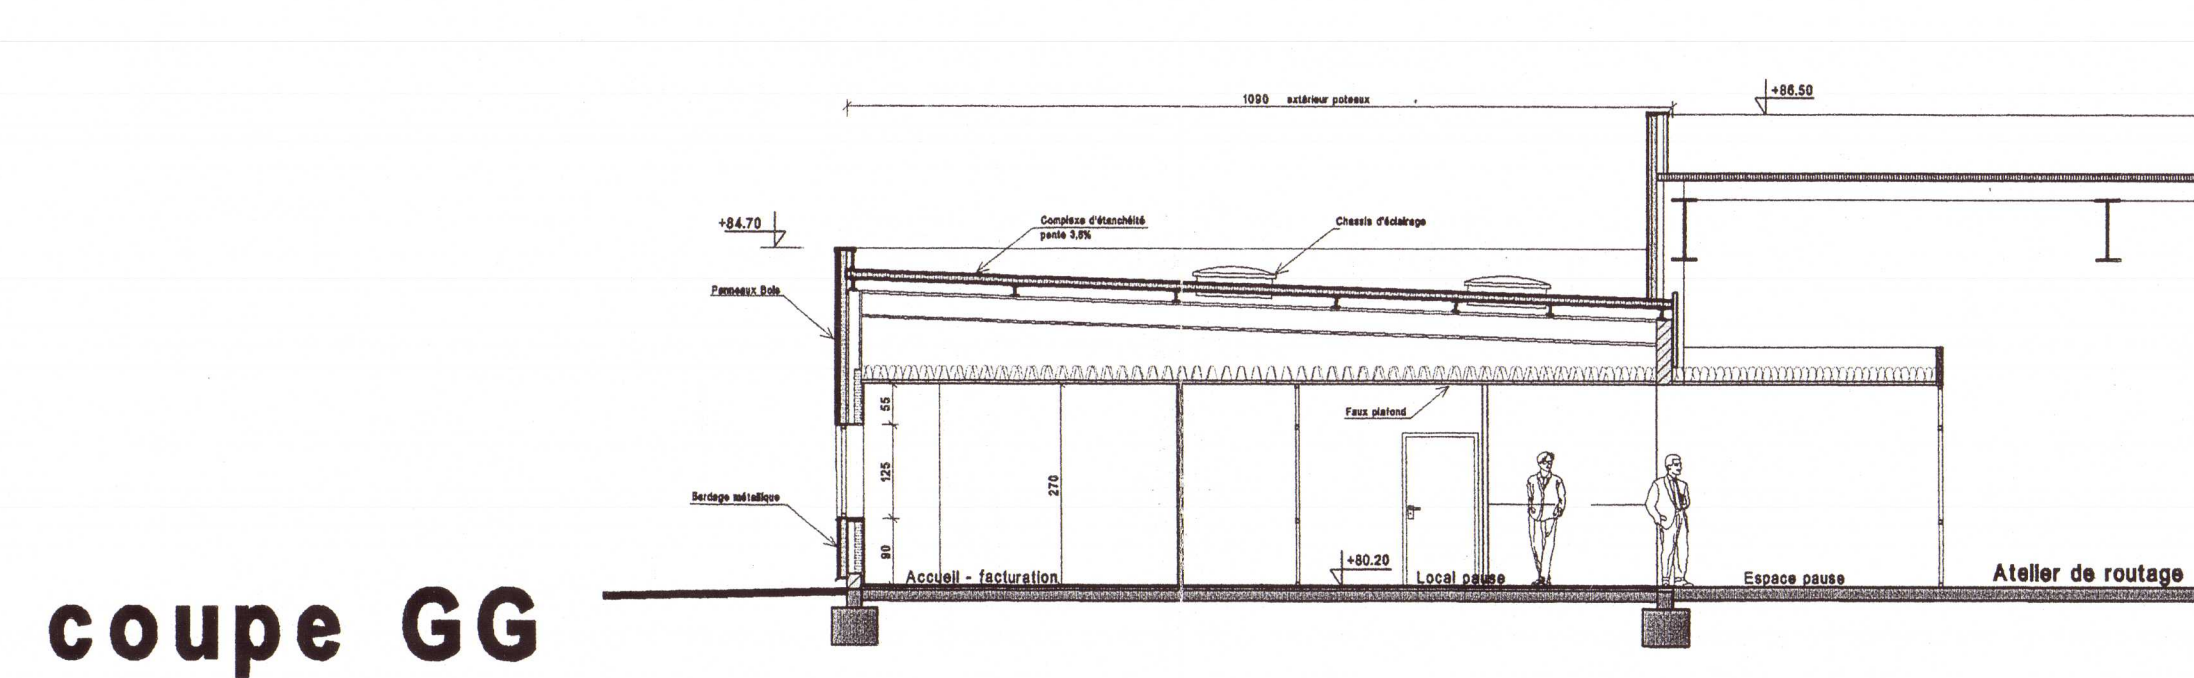 1090 extérieur poteaux
+86.50
+84.70
Complexe d'étanchéité
pente 3,5%
Chassis d'éclairage
Panneaux Bois
Faux plafond
55
125
270
Bardage métallique
90
+80.20
Accueil - facturation
Local pause
Espace pause
Atelier de routage
coupe GG